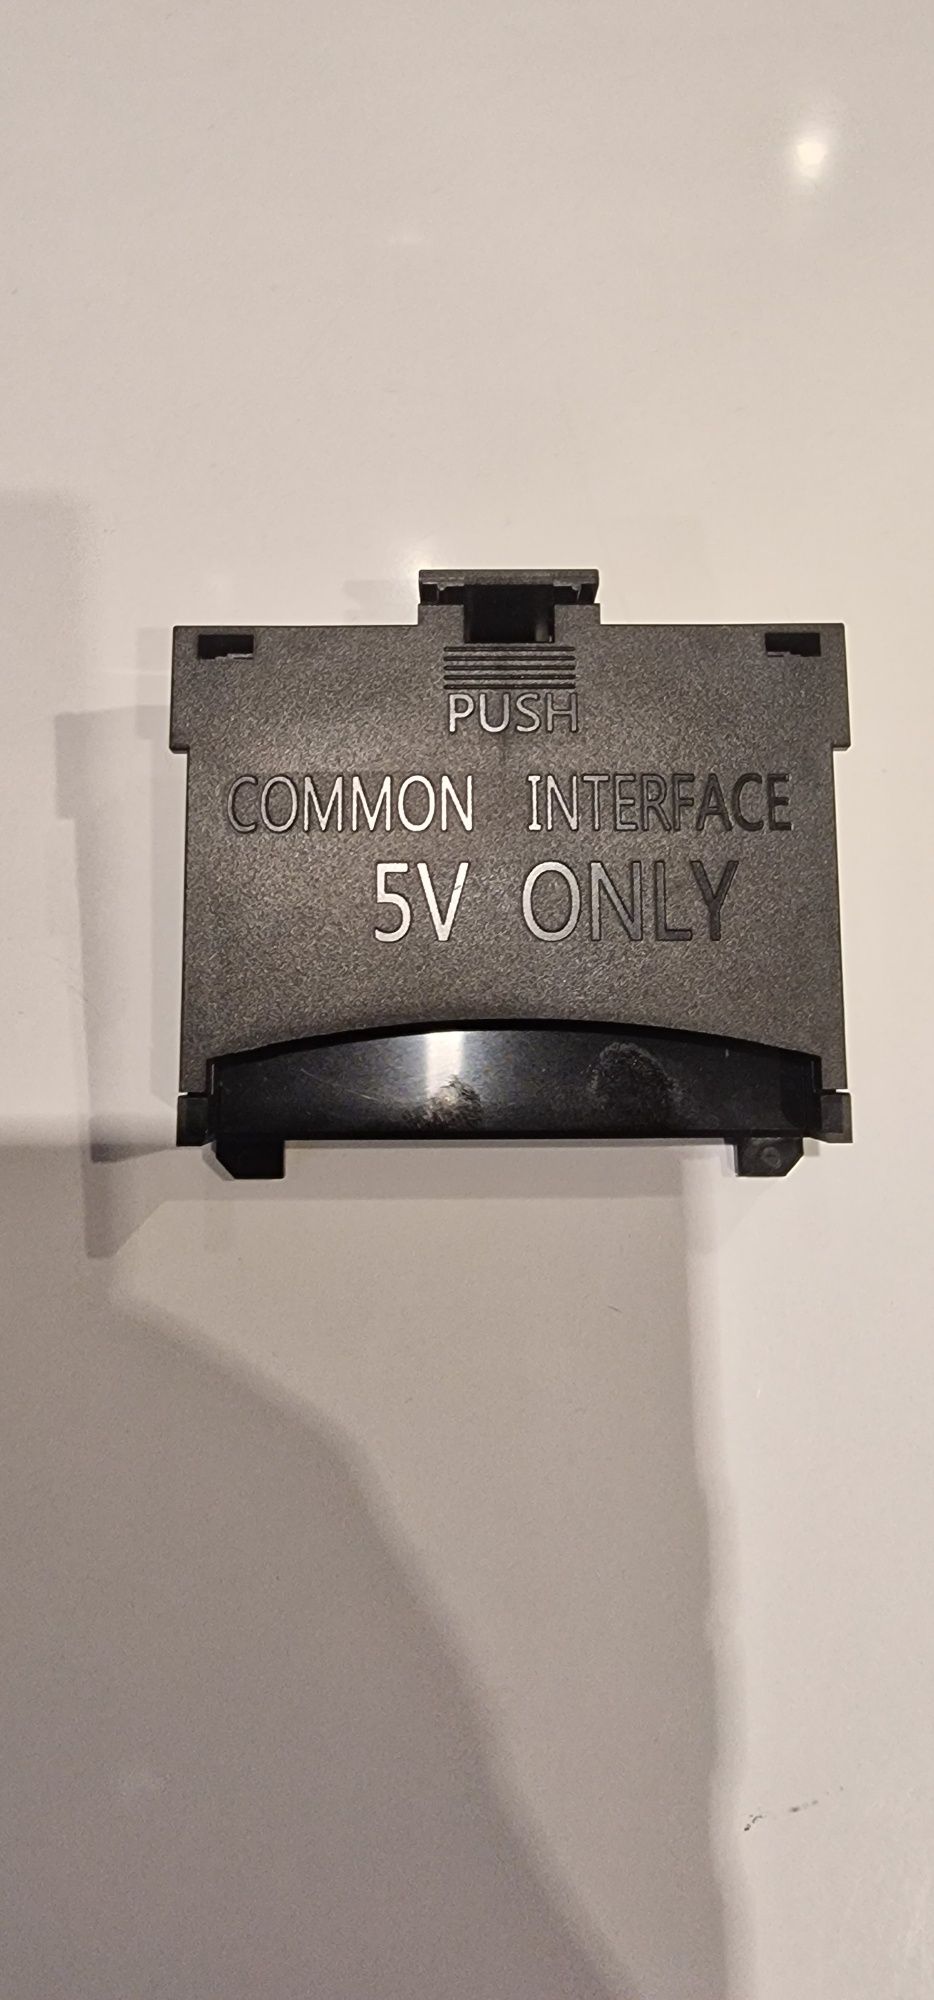 PUSH
COMMON INTERFACE
5V ONLY